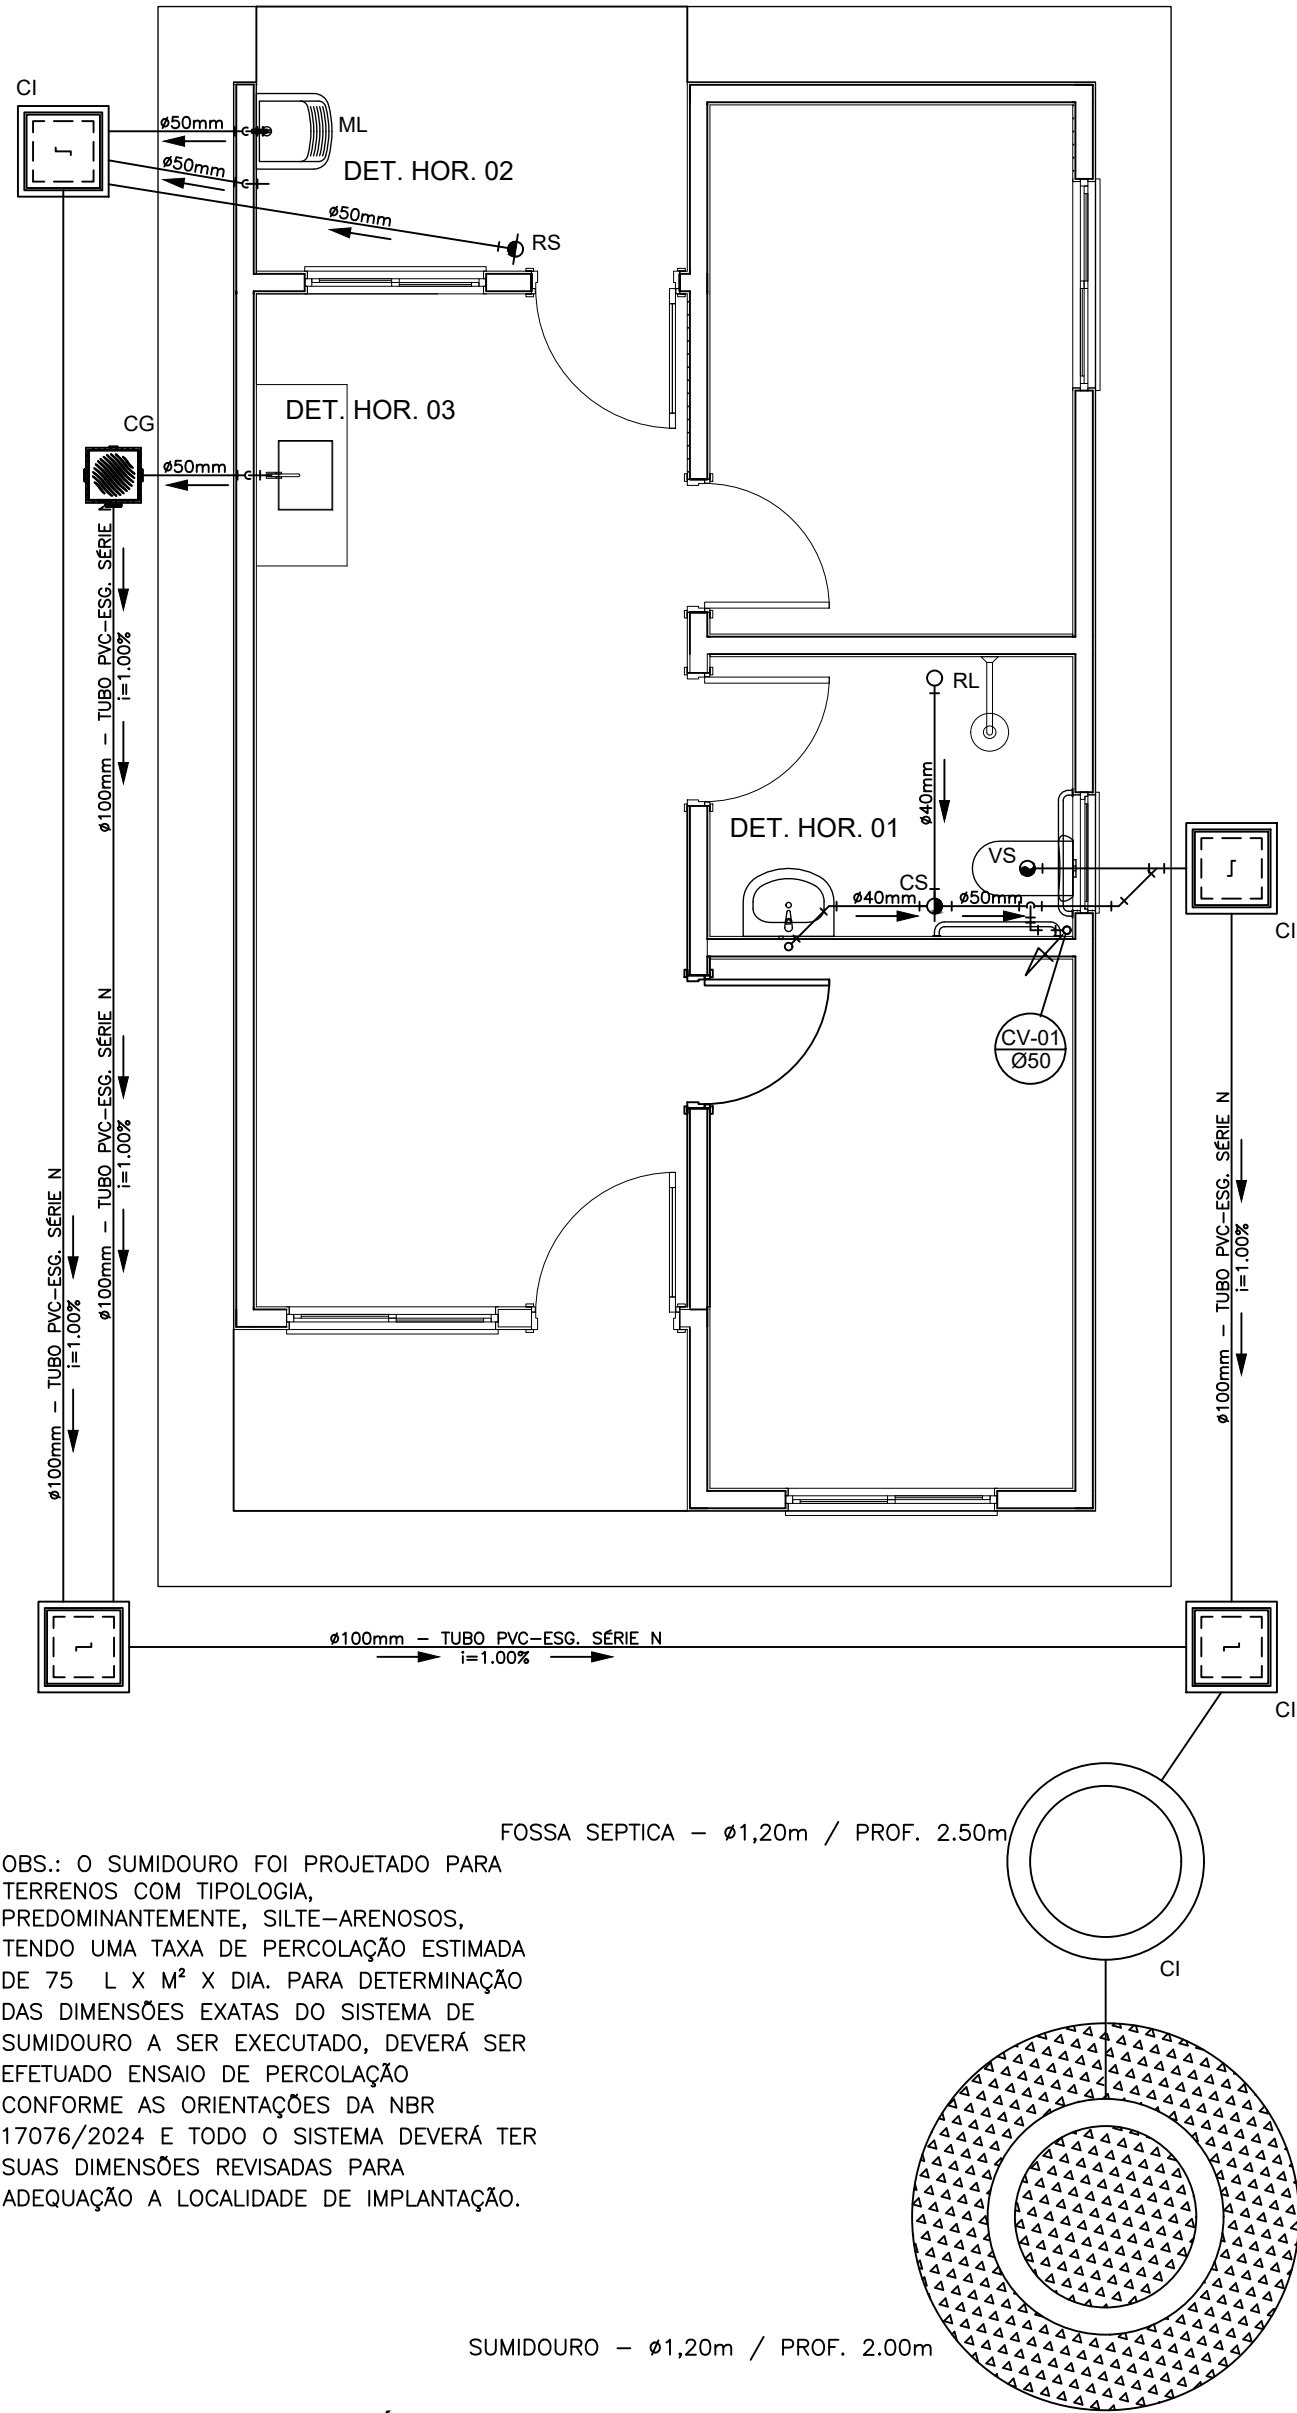 CI
ø50mm
ML
ø50mm
DET. HOR. 02
ø50mm
RS
DET. HOR. 03
CG
ø50mm
ø100mm – TUBO PVC–ESG. SÉRIE N
i=1.00%
RL
ø40mm
DET. HOR. 01
VS
CS
ø40mm
ø50mm
CI
CV-01
Ø50
ø100mm – TUBO PVC–ESG. SÉRIE N
i=1.00%
ø100mm – TUBO PVC–ESG. SÉRIE N
i=1.00%
ø100mm – TUBO PVC–ESG. SÉRIE N
i=1.00%
ø100mm – TUBO PVC–ESG. SÉRIE N
i=1.00%
CI
FOSSA SEPTICA – ø1,20m / PROF. 2.50m
OBS.: O SUMIDOURO FOI PROJETADO PARA
TERRENOS COM TIPOLOGIA,
PREDOMINANTEMENTE, SILTE–ARENOSOS,
TENDO UMA TAXA DE PERCOLAÇÃO ESTIMADA
DE 75 L X M² X DIA. PARA DETERMINAÇÃO
DAS DIMENSÕES EXATAS DO SISTEMA DE
SUMIDOURO A SER EXECUTADO, DEVERÁ SER
EFETUADO ENSAIO DE PERCOLAÇÃO
CONFORME AS ORIENTAÇÕES DA NBR
17076/2024 E TODO O SISTEMA DEVERÁ TER
SUAS DIMENSÕES REVISADAS PARA
ADEQUAÇÃO A LOCALIDADE DE IMPLANTAÇÃO.
CI
SUMIDOURO – ø1,20m / PROF. 2.00m